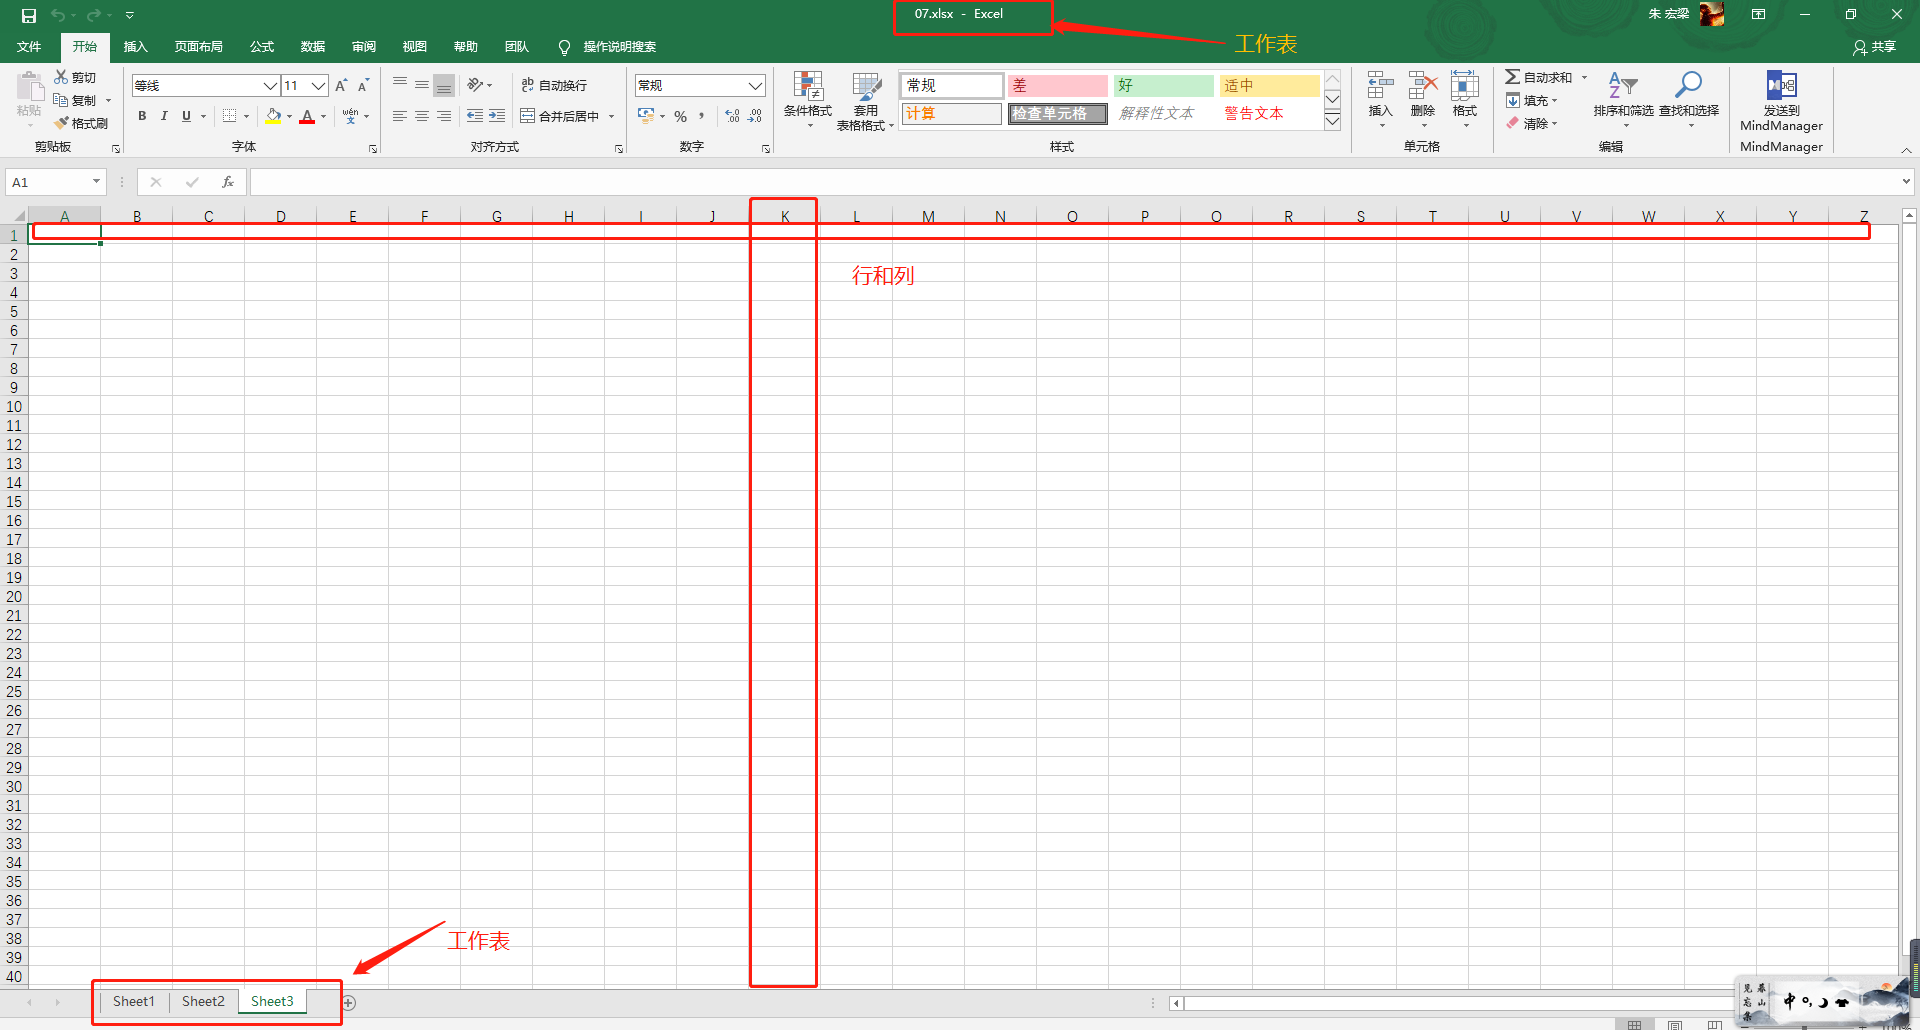 07.xlsx - Excel
朱 宏梁
工作表
文件 开始 插入 页面布局 公式 数据 审阅 视图 帮助 团队 操作说明搜索 共享
粘贴 剪切 复制 格式刷
剪贴板
等线 11
B I U
字体
自动换行
合并后居中
对齐方式
常规
%
数字
条件格式 套用表格格式
常规 差 好 适中
计算 检查单元格 解释性文本 警告文本
样式
插入 删除 格式
单元格
自动求和
填充
清除
排序和筛选 查找和选择
编辑
发送到
MindManager
MindManager
A1 fx
A B C D E F G H I J K L M N O P Q R S T U V W X Y Z
1
2
3
行和列
4
5
6
7
8
9
10
11
12
13
14
15
16
17
18
19
20
21
22
23
24
25
26
27
28
29
30
31
32
33
34
35
36
37
38
工作表
39
40
Sheet1 Sheet2 Sheet3
中